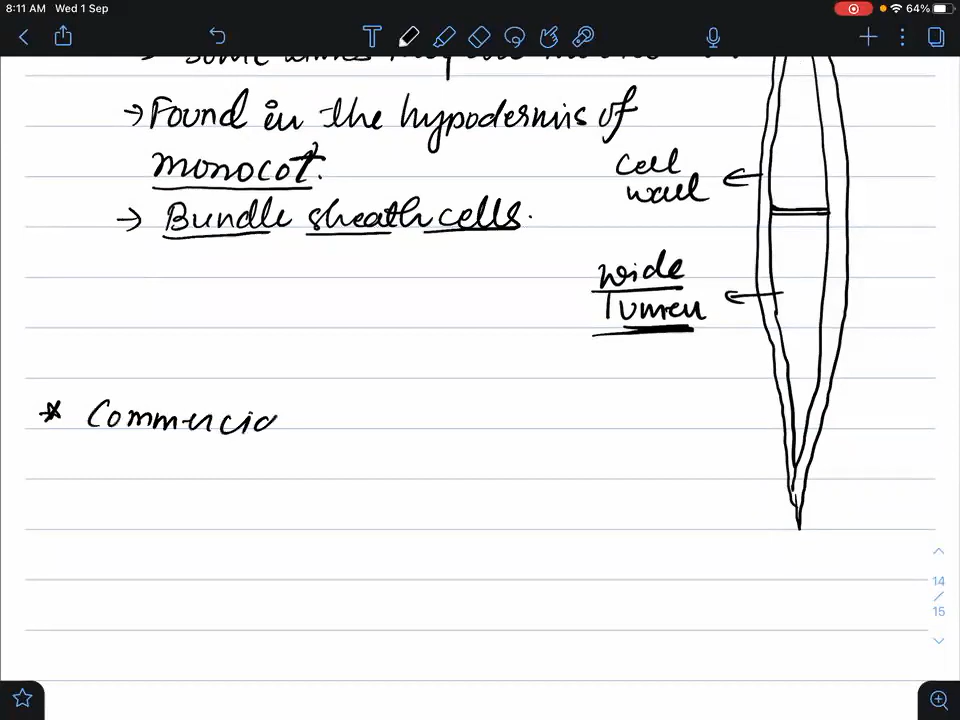 8:11 AM Wed 1 Sep
64%
→ Found in the hypodermis of
monocot.
→ Bundle sheath cells.
Cell
wall
wide
Lumen
* Commercia
14
/
15